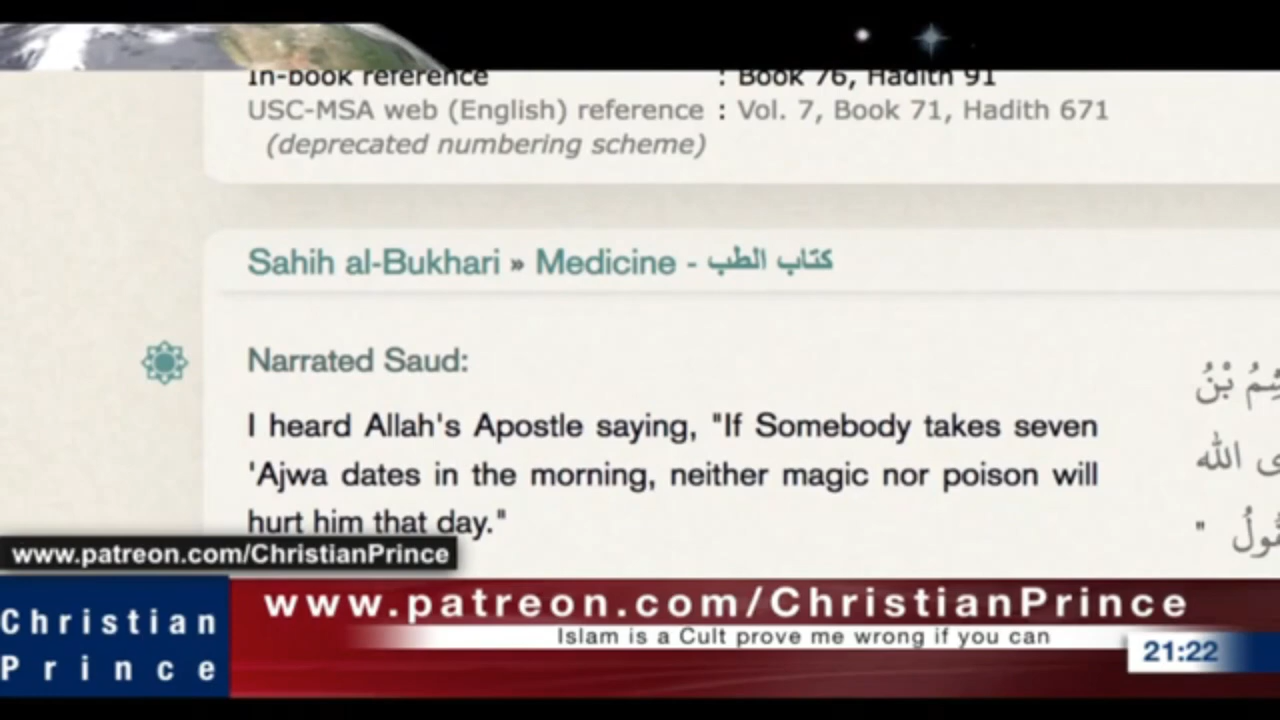 In-book reference : Book 76, Hadith 91
USC-MSA web (English) reference : Vol. 7, Book 71, Hadith 671
(deprecated numbering scheme)
Sahih al-Bukhari » Medicine - كتاب الطب
Narrated Saud:
I heard Allah's Apostle saying, "If Somebody takes seven
'Ajwa dates in the morning, neither magic nor poison will
hurt him that day."
بْنُ
الله
"
www.patreon.com/ChristianPrince
Christian
Prince
www.patreon.com/ChristianPrince
Islam is a Cult prove me wrong if you can
21:22